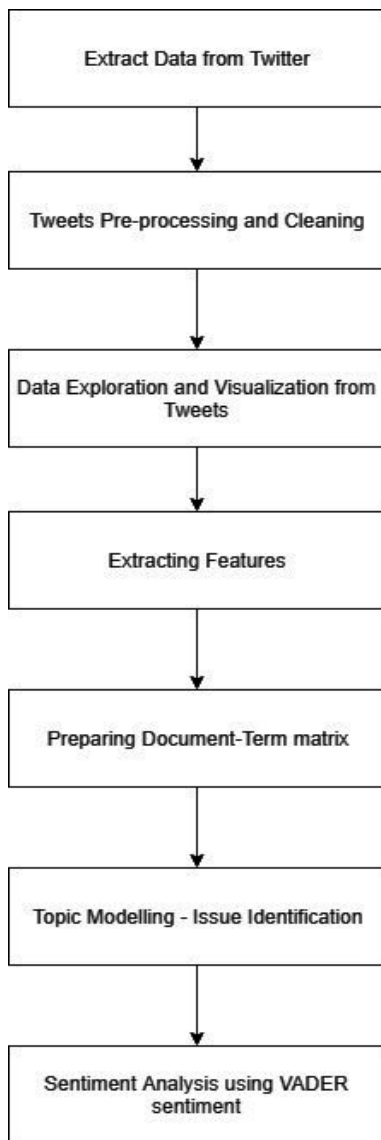 Extract Data from Twitter
Tweets Pre-processing and Cleaning
Data Exploration and Visualization from
Tweets
Extracting Features
Preparing Document-Term matrix
Topic Modelling - Issue Identification
Sentiment Analysis using VADER
sentiment